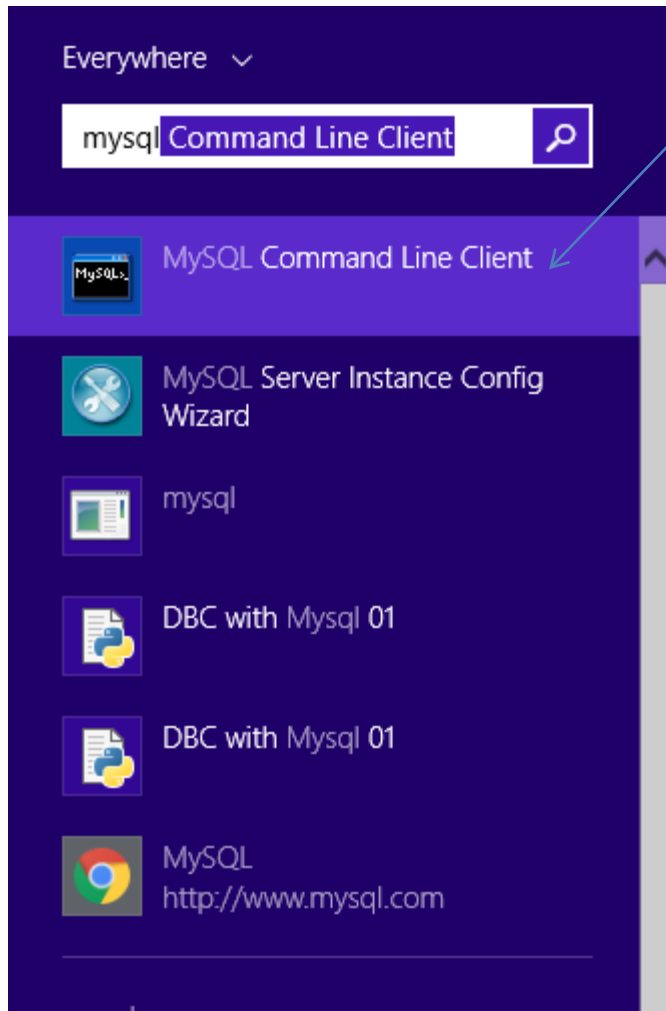 Everywhere
mysql Command Line Client
MySQL Command Line Client
MySQL Server Instance Config
Wizard
mysql
DBC with Mysql 01
DBC with Mysql 01
MySQL
http://www.mysql.com